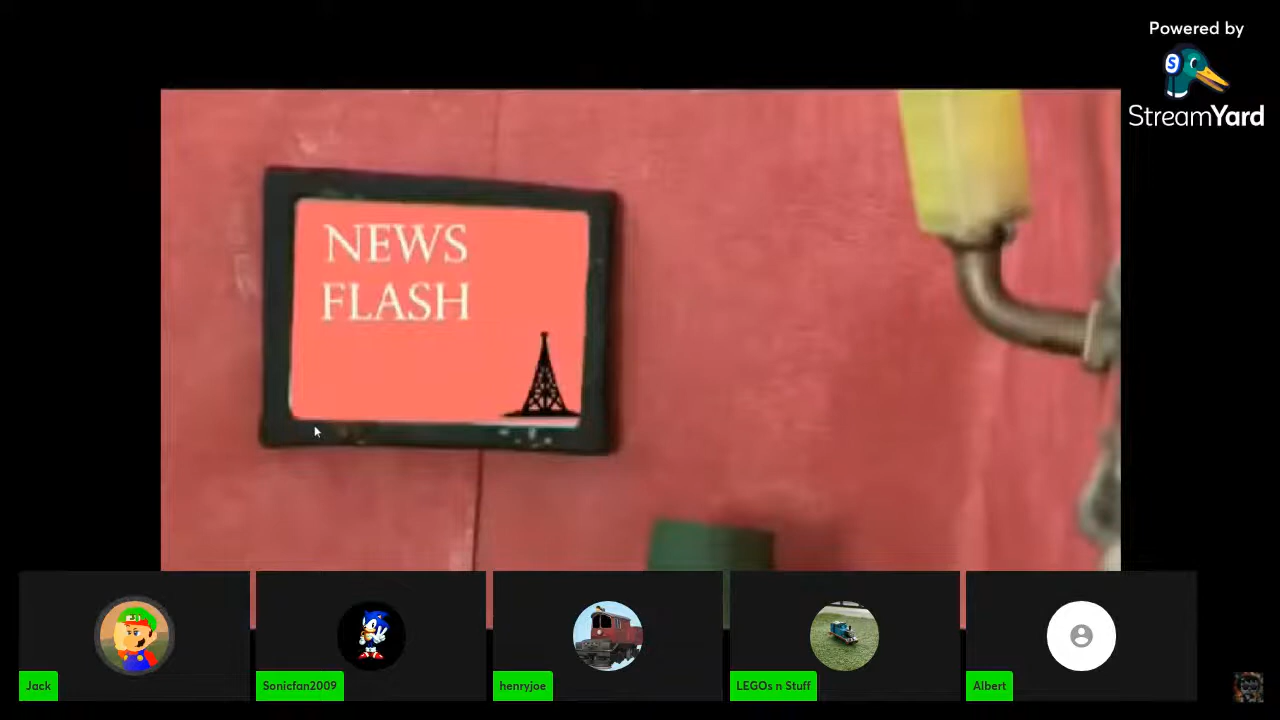 Powered by
StreamYard
NEWS
FLASH
Jack
Sonicfan2009
henryjoe
LEGOs n Stuff
Albert